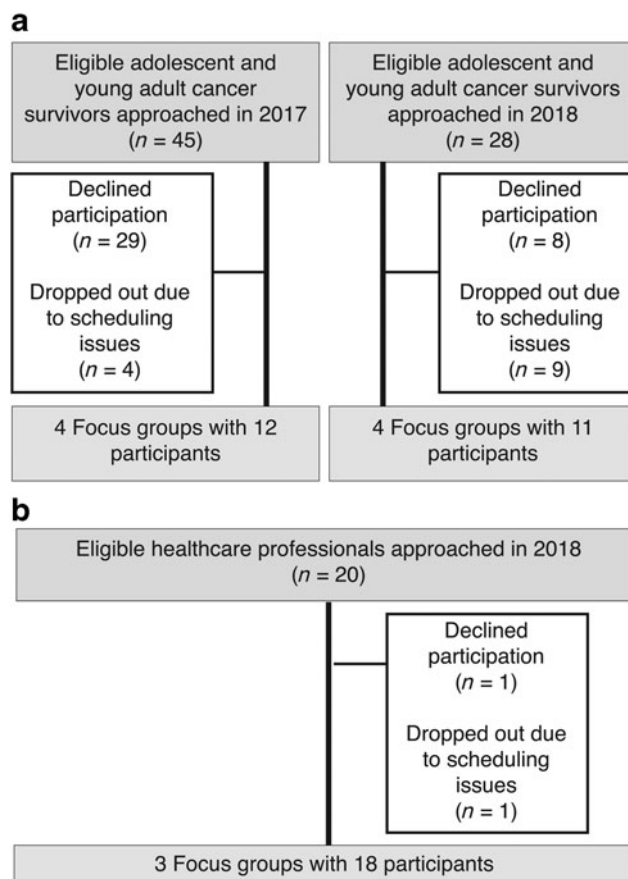 a
Eligible adolescent and
young adult cancer
survivors approached in 2017
(n = 45)
Eligible adolescent and
young adult cancer survivors
approached in 2018
(n = 28)
Declined
participation
(n = 29)
Dropped out due
to scheduling
issues
(n = 4)
Declined
participation
(n = 8)
Dropped out due
to scheduling
issues
(n = 9)
4 Focus groups with 12
participants
4 Focus groups with 11
participants
b
Eligible healthcare professionals approached in 2018
(n = 20)
Declined
participation
(n = 1)
Dropped out due
to scheduling
issues
(n = 1)
3 Focus groups with 18 participants